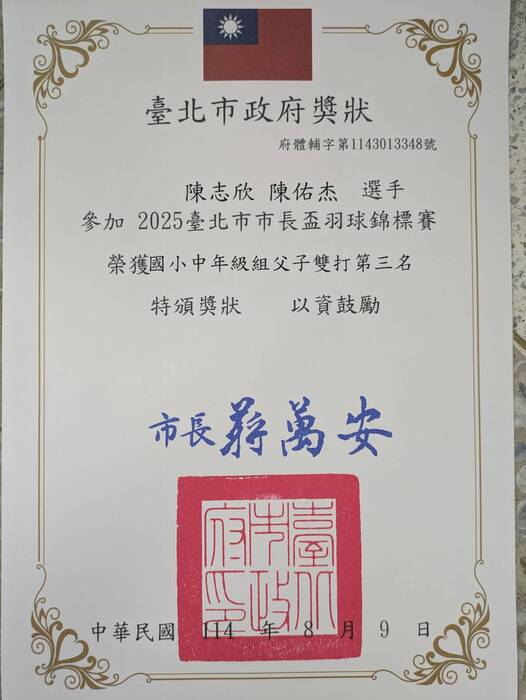 臺北市政府獎狀
府體輔字第1143013348號
陳志欣 陳佑杰 選手
參加 2025臺北市市長盃羽球錦標賽
榮獲國小中年級組父子雙打第三名
特頒獎狀 以資鼓勵
市長 蔣萬安
臺北市政府印
中華民國 114 年 8 月 9 日